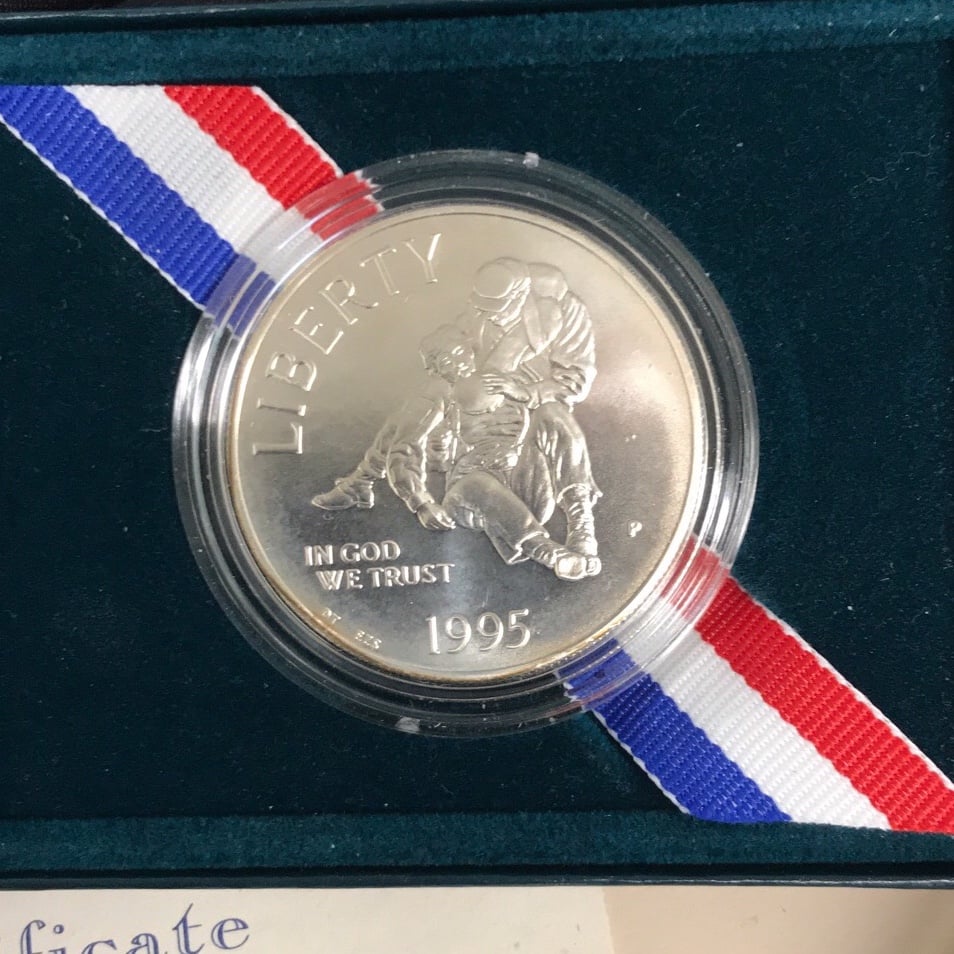 LIBERTY
IN GOD
WE TRUST
P
1995
ficate